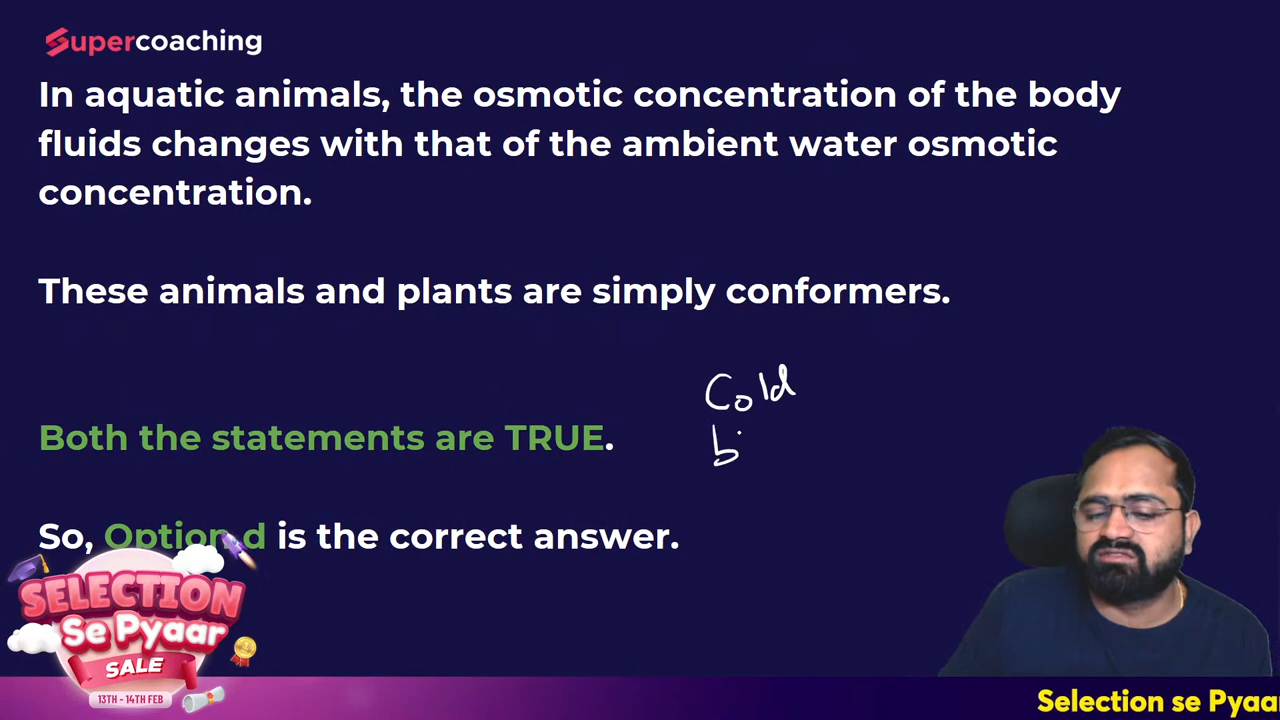 Supercoaching
In aquatic animals, the osmotic concentration of the body
fluids changes with that of the ambient water osmotic
concentration.
These animals and plants are simply conformers.
Cold
b
Both the statements are TRUE.
So, Option d is the correct answer.
SELECTION
Se Pyaar
SALE
13TH - 14TH FEB
Selection se Pyaa